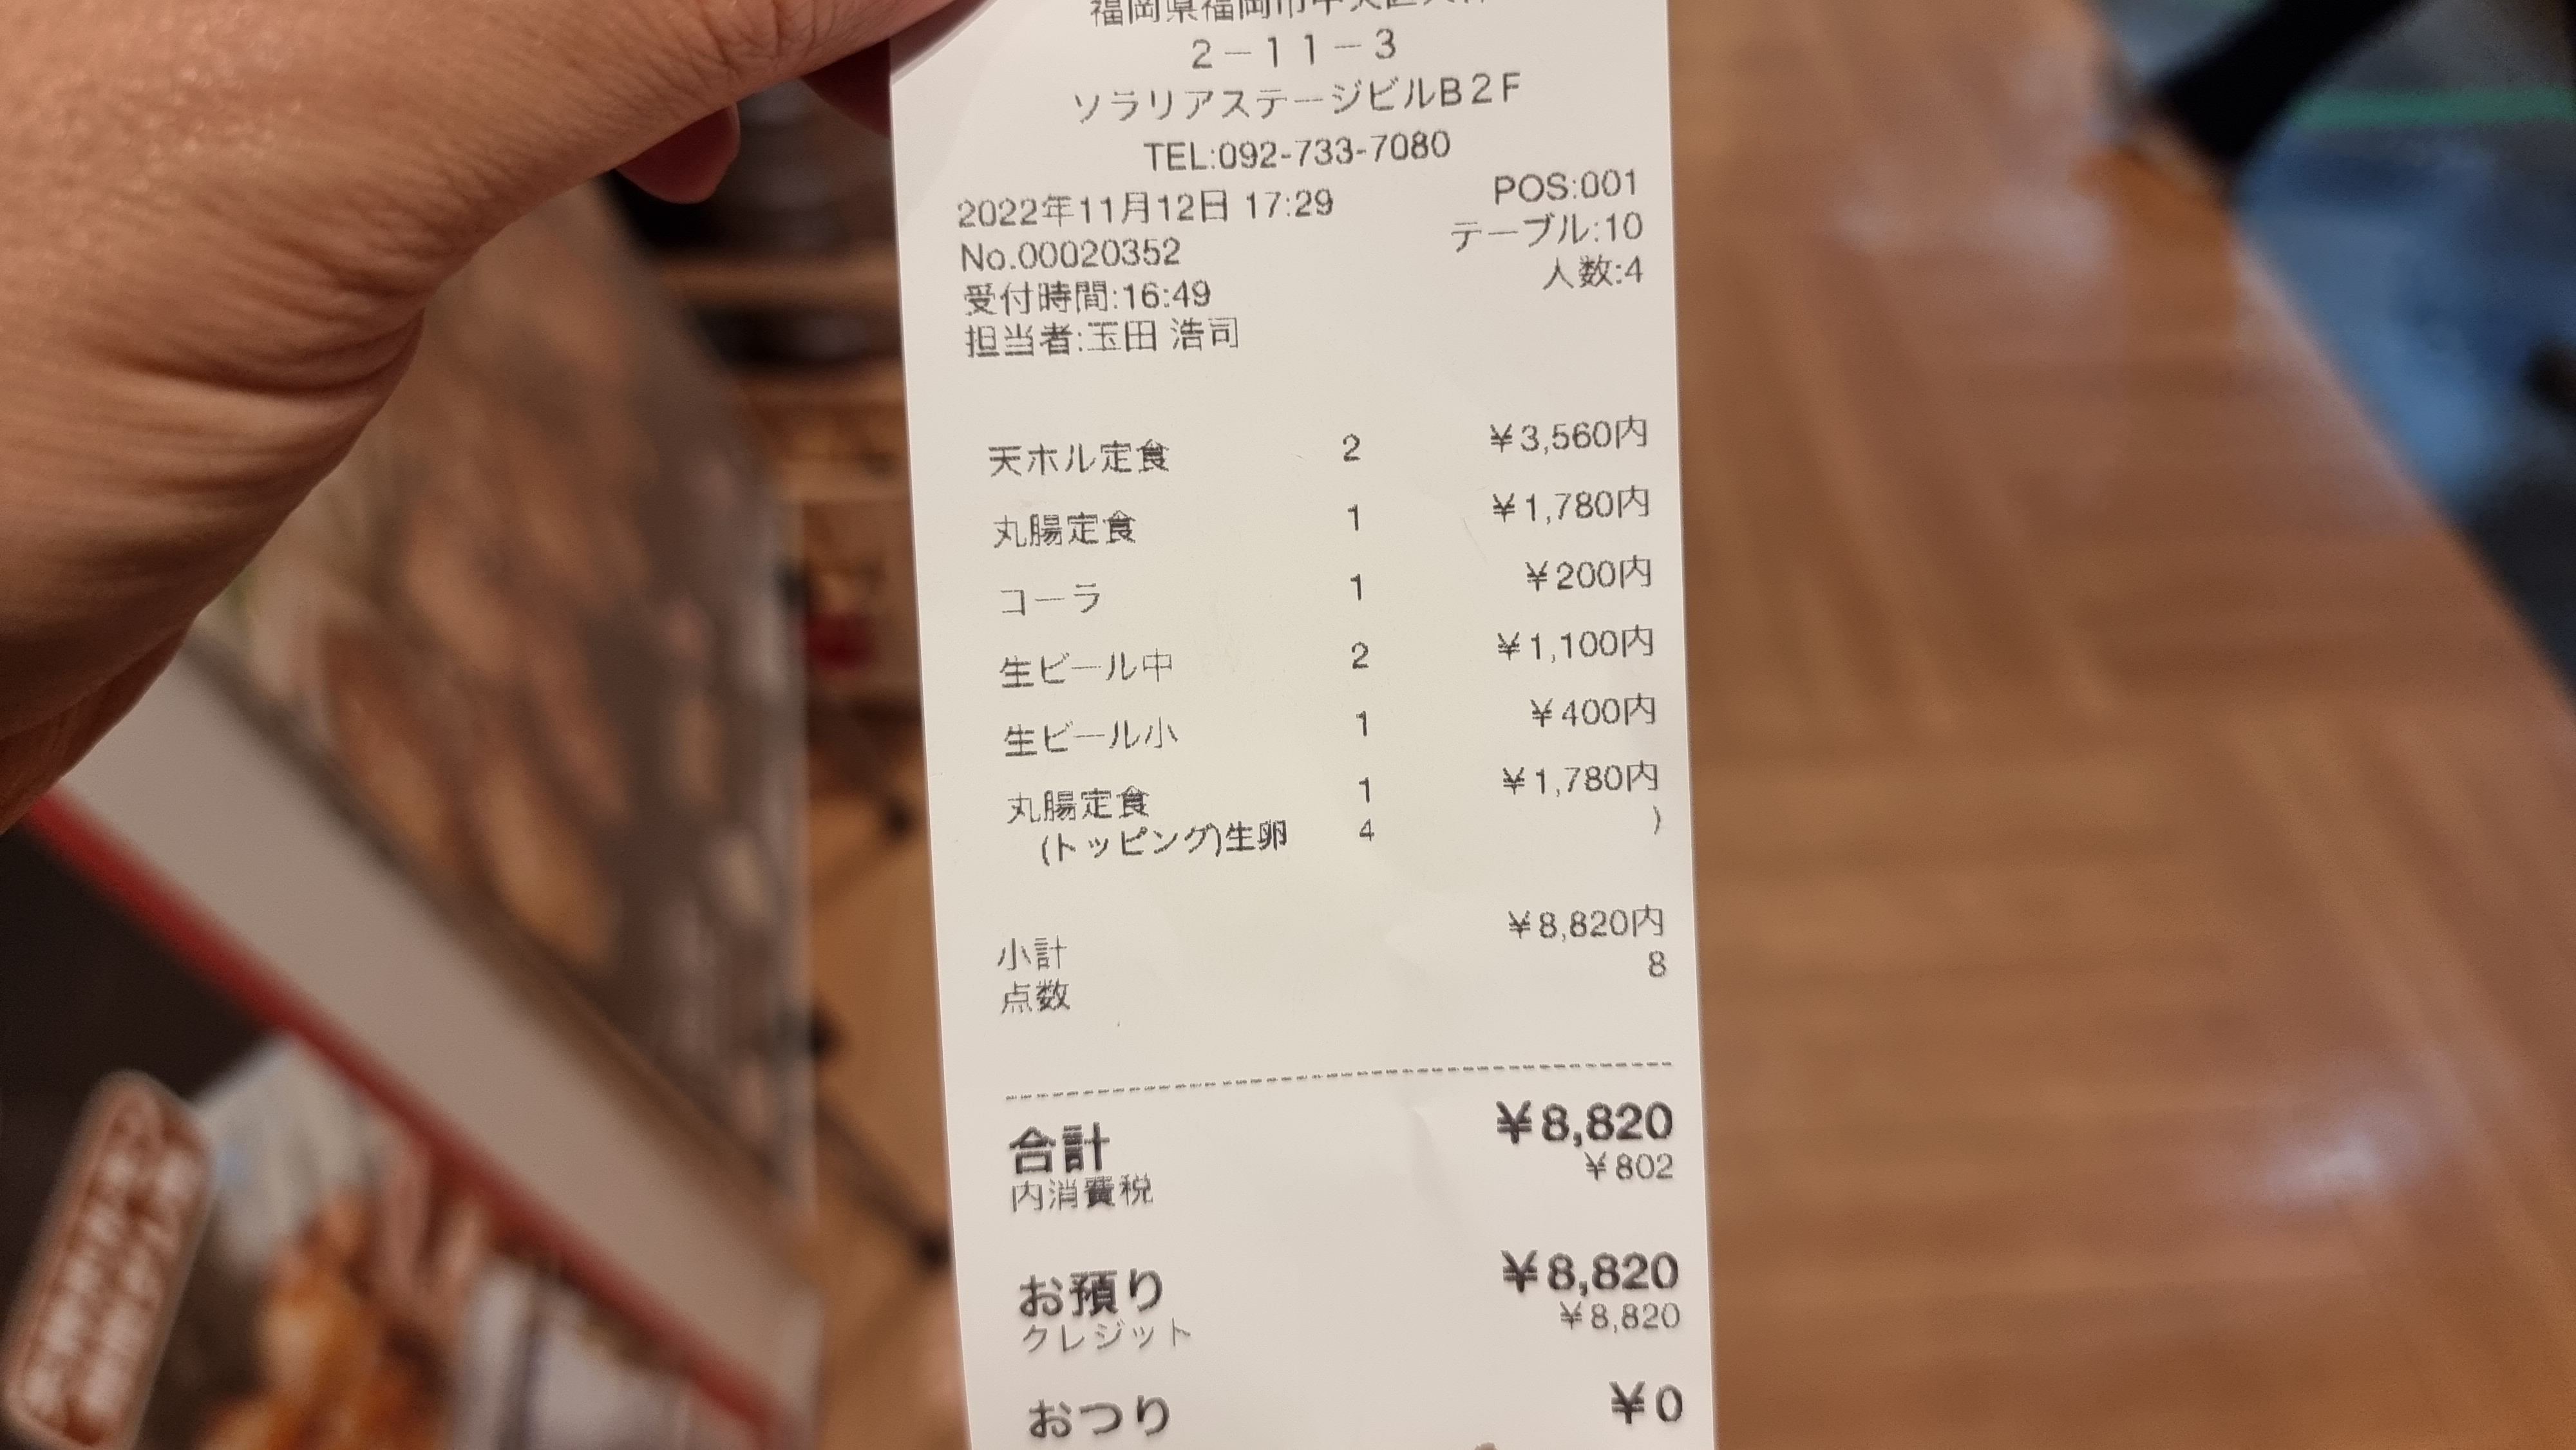 2－11－3
ソラリアステージビルB2F
TEL:092-733-7080
2022年11月12日 17:29 POS:001
No.00020352 テーブル:10
受付時間:16:49 人数:4
担当者:玉田 浩司
天ホル定食 2 ¥3,560内
丸腸定食 1 ¥1,780内
コーラ 1 ¥200内
生ビール中 2 ¥1,100内
生ビール小 1 ¥400内
丸腸定食 1 ¥1,780内
(トッピング)生卵 4 )
小計 ¥8,820内
点数 8
合計 ¥8,820
内消費税 ¥802
お預り ¥8,820
クレジット ¥8,820
おつり ¥0